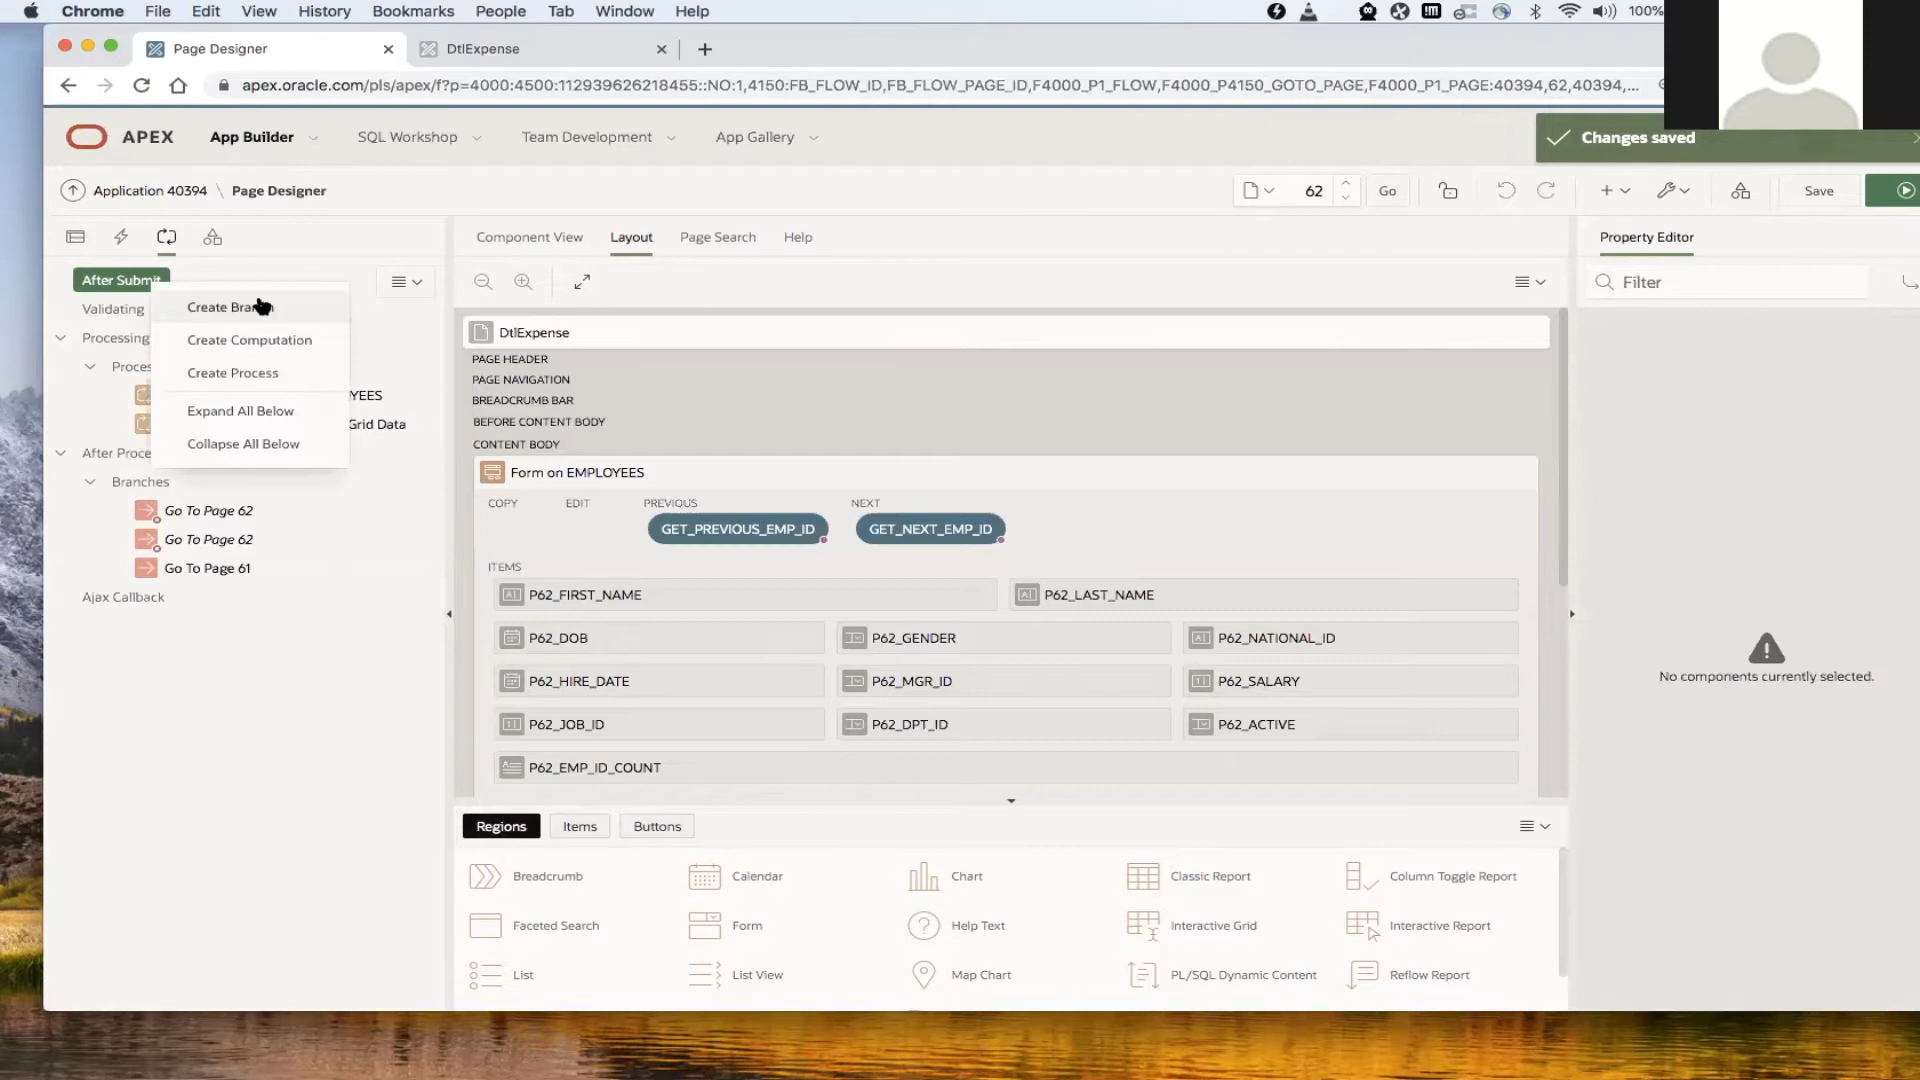 Chrome File Edit View History Bookmarks People Tab Window Help 100%
Page Designer
DtlExpense
apex.oracle.com/pls/apex/f?p=4000:4500:112939626218455::NO:1,4150:FB_FLOW_ID,FB_FLOW_PAGE_ID,F4000_P1_FLOW,F4000_P4150_GOTO_PAGE,F4000_P1_PAGE:40394,62,40394,...
APEX App Builder SQL Workshop Team Development App Gallery
Changes saved
Application 40394 \ Page Designer
62 Go Save
Component View Layout Page Search Help
Property Editor
Filter
After Submit
Validating
Processing
Proces
YEES
Grid Data
After Proce
Branches
Go To Page 62
Go To Page 62
Go To Page 61
Ajax Callback
Create Bran
Create Computation
Create Process
Expand All Below
Collapse All Below
DtlExpense
PAGE HEADER
PAGE NAVIGATION
BREADCRUMB BAR
BEFORE CONTENT BODY
CONTENT BODY
Form on EMPLOYEES
COPY EDIT PREVIOUS NEXT
GET_PREVIOUS_EMP_ID GET_NEXT_EMP_ID
ITEMS
P62_FIRST_NAME P62_LAST_NAME
P62_DOB P62_GENDER P62_NATIONAL_ID
P62_HIRE_DATE P62_MGR_ID P62_SALARY
P62_JOB_ID P62_DPT_ID P62_ACTIVE
P62_EMP_ID_COUNT
No components currently selected.
Regions Items Buttons
Breadcrumb Calendar Chart Classic Report Column Toggle Report
Faceted Search Form Help Text Interactive Grid Interactive Report
List List View Map Chart PL/SQL Dynamic Content Reflow Report